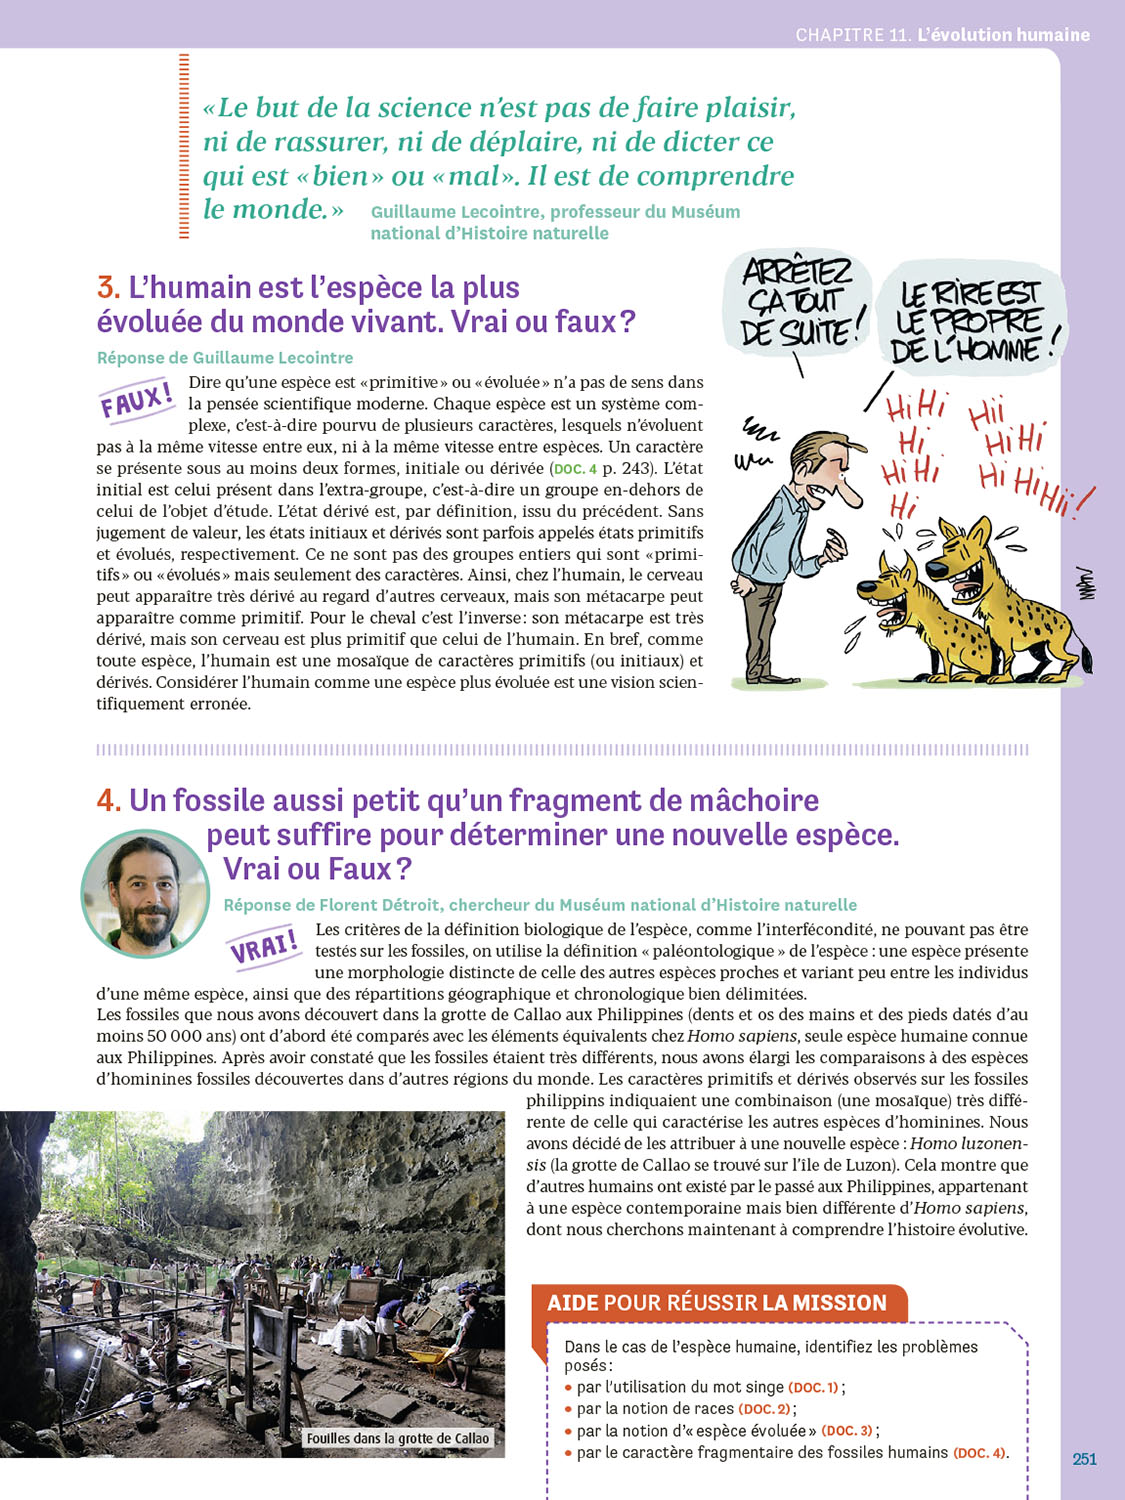 CHAPITRE 11. L'évolution humaine
« Le but de la science n'est pas de faire plaisir,
ni de rassurer, ni de déplaire, ni de dicter ce
qui est « bien » ou « mal ». Il est de comprendre
le monde. » Guillaume Lecointre, professeur du Muséum
national d'Histoire naturelle
3. L'humain est l'espèce la plus
évoluée du monde vivant. Vrai ou faux ?
Réponse de Guillaume Lecointre
FAUX !
Dire qu'une espèce est « primitive » ou « évoluée » n'a pas de sens dans
la pensée scientifique moderne. Chaque espèce est un système com-
plexe, c'est-à-dire pourvu de plusieurs caractères, lesquels n'évoluent
pas à la même vitesse entre eux, ni à la même vitesse entre espèces. Un caractère
se présente sous au moins deux formes, initiale ou dérivée (DOC. 4 p. 243). L'état
initial est celui présent dans l'extra-groupe, c'est-à-dire un groupe en-dehors de
celui de l'objet d'étude. L'état dérivé est, par définition, issu du précédent. Sans
jugement de valeur, les états initiaux et dérivés sont parfois appelés états primitifs
et évolués, respectivement. Ce ne sont pas des groupes entiers qui sont « primi-
tifs » ou « évolués » mais seulement des caractères. Ainsi, chez l'humain, le cerveau
peut apparaître très dérivé au regard d'autres cerveaux, mais son métacarpe peut
apparaître comme primitif. Pour le cheval c'est l'inverse : son métacarpe est très
dérivé, mais son cerveau est plus primitif que celui de l'humain. En bref, comme
toute espèce, l'humain est une mosaïque de caractères primitifs (ou initiaux) et
dérivés. Considérer l'humain comme une espèce plus évoluée est une vision scien-
tifiquement erronée.
ARRÊTEZ
ÇA TOUT
DE SUITE !
LE RIRE EST
LE PROPRE
DE L'HOMME !
Hi Hi
Hi
Hi Hi
Hi
Hii
Hi Hi
Hi Hi Hii !
4. Un fossile aussi petit qu'un fragment de mâchoire
peut suffire pour déterminer une nouvelle espèce.
Vrai ou Faux ?
Réponse de Florent Détroit, chercheur du Muséum national d'Histoire naturelle
VRAI !
Les critères de la définition biologique de l'espèce, comme l'interfécondité, ne pouvant pas être
testés sur les fossiles, on utilise la définition « paléontologique » de l'espèce : une espèce présente
une morphologie distincte de celle des autres espèces proches et variant peu entre les individus
d'une même espèce, ainsi que des répartitions géographique et chronologique bien délimitées.
Les fossiles que nous avons découvert dans la grotte de Callao aux Philippines (dents et os des mains et des pieds datés d'au
moins 50 000 ans) ont d'abord été comparés avec les éléments équivalents chez Homo sapiens, seule espèce humaine connue
aux Philippines. Après avoir constaté que les fossiles étaient très différents, nous avons élargi les comparaisons à des espèces
d'hominines fossiles découvertes dans d'autres régions du monde. Les caractères primitifs et dérivés observés sur les fossiles
philippins indiquaient une combinaison (une mosaïque) très diffé-
rente de celle qui caractérise les autres espèces d'hominines. Nous
avons décidé de les attribuer à une nouvelle espèce : Homo luzonen-
sis (la grotte de Callao se trouvé sur l'île de Luzon). Cela montre que
d'autres humains ont existé par le passé aux Philippines, appartenant
à une espèce contemporaine mais bien différente d'Homo sapiens,
dont nous cherchons maintenant à comprendre l'histoire évolutive.
Fouilles dans la grotte de Callao
AIDE POUR RÉUSSIR LA MISSION
Dans le cas de l'espèce humaine, identifiez les problèmes
posés :
• par l'utilisation du mot singe (DOC. 1) ;
• par la notion de races (DOC. 2) ;
• par la notion d'« espèce évoluée » (DOC. 3) ;
• par le caractère fragmentaire des fossiles humains (DOC. 4).
251